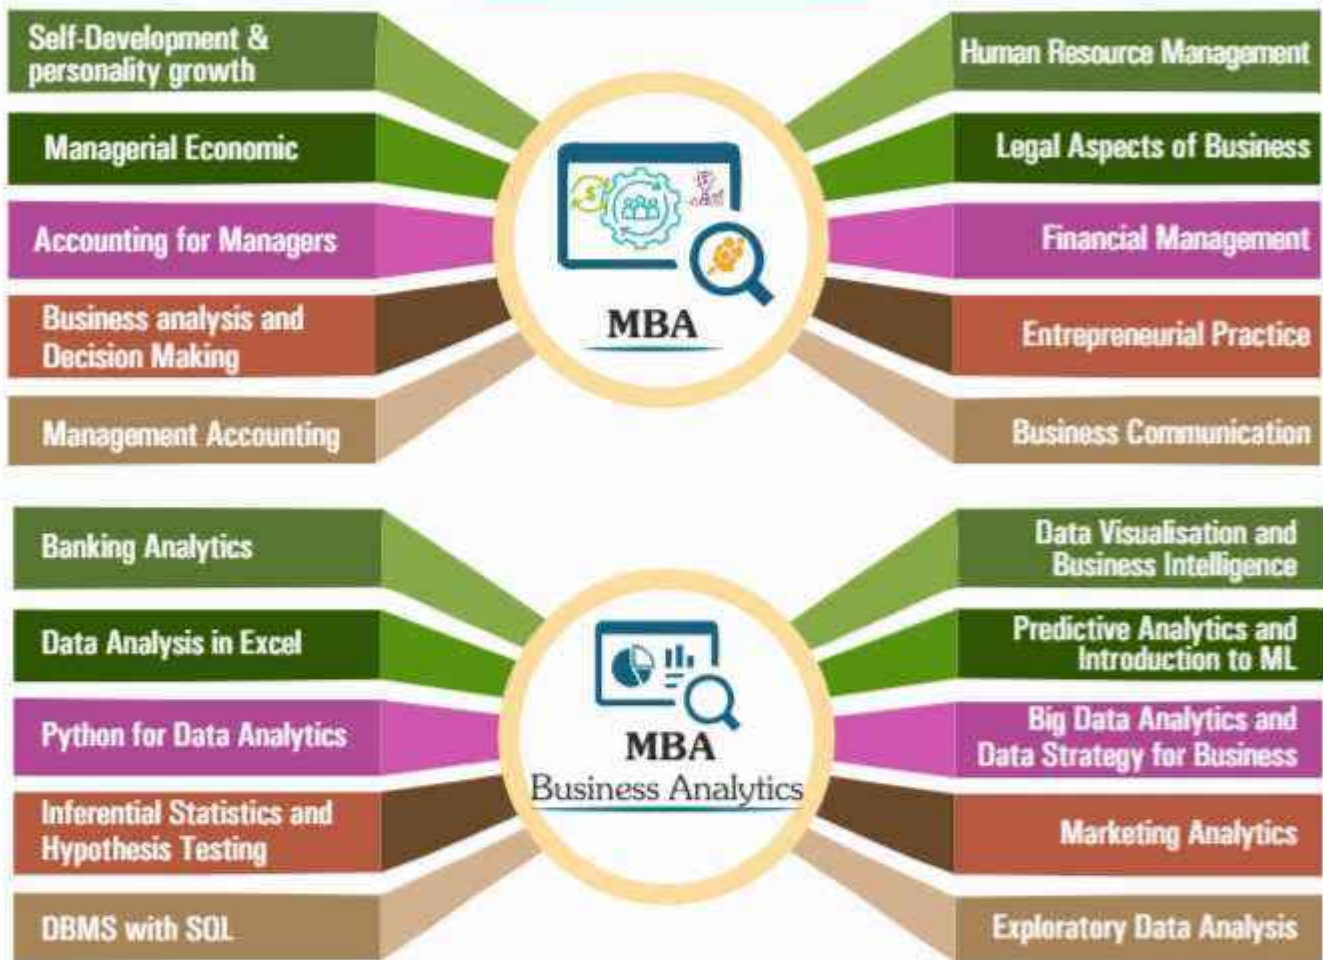 Self-Development &
personality growth
Managerial Economic
Accounting for Managers
Business analysis and
Decision Making
Management Accounting
MBA
Human Resource Management
Legal Aspects of Business
Financial Management
Entrepreneurial Practice
Business Communication
Banking Analytics
Data Analysis in Excel
Python for Data Analytics
Inferential Statistics and
Hypothesis Testing
DBMS with SQL
MBA
Business Analytics
Data Visualisation and
Business Intelligence
Predictive Analytics and
Introduction to ML
Big Data Analytics and
Data Strategy for Business
Marketing Analytics
Exploratory Data Analysis